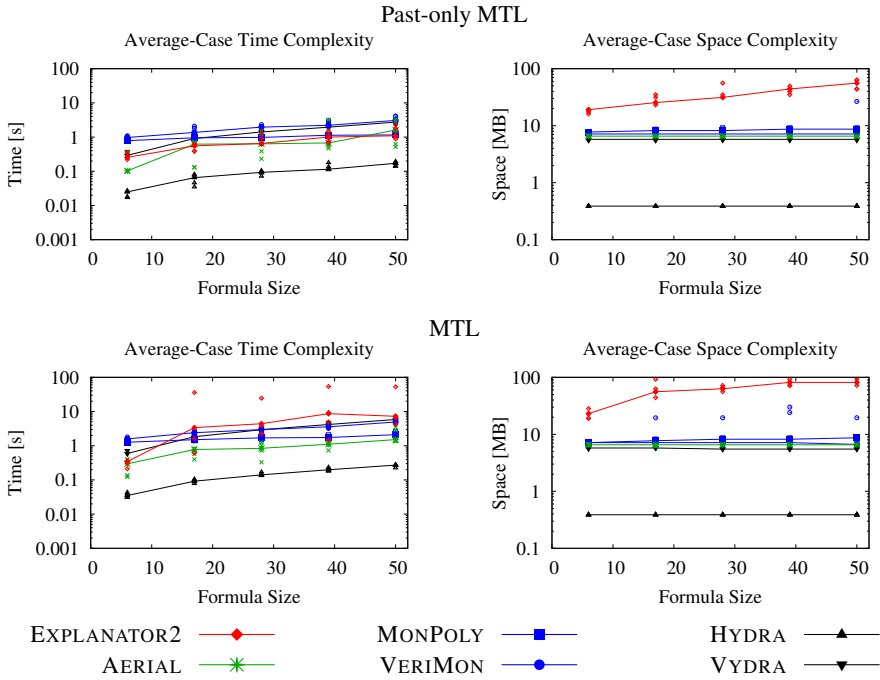 Past-only MTL
Average-Case Time Complexity
Time [s]
100
10
1
0.1
0.01
0.001
0 10 20 30 40 50 60
Formula Size
Average-Case Space Complexity
Space [MB]
100
10
1
0.1
0 10 20 30 40 50 60
Formula Size
MTL
Average-Case Time Complexity
Time [s]
100
10
1
0.1
0.01
0.001
0 10 20 30 40 50 60
Formula Size
Average-Case Space Complexity
Space [MB]
100
10
1
0.1
0 10 20 30 40 50 60
Formula Size
EXPLANATOR2 MONPOLY HYDRA
AERIAL VERIMON VYDRA